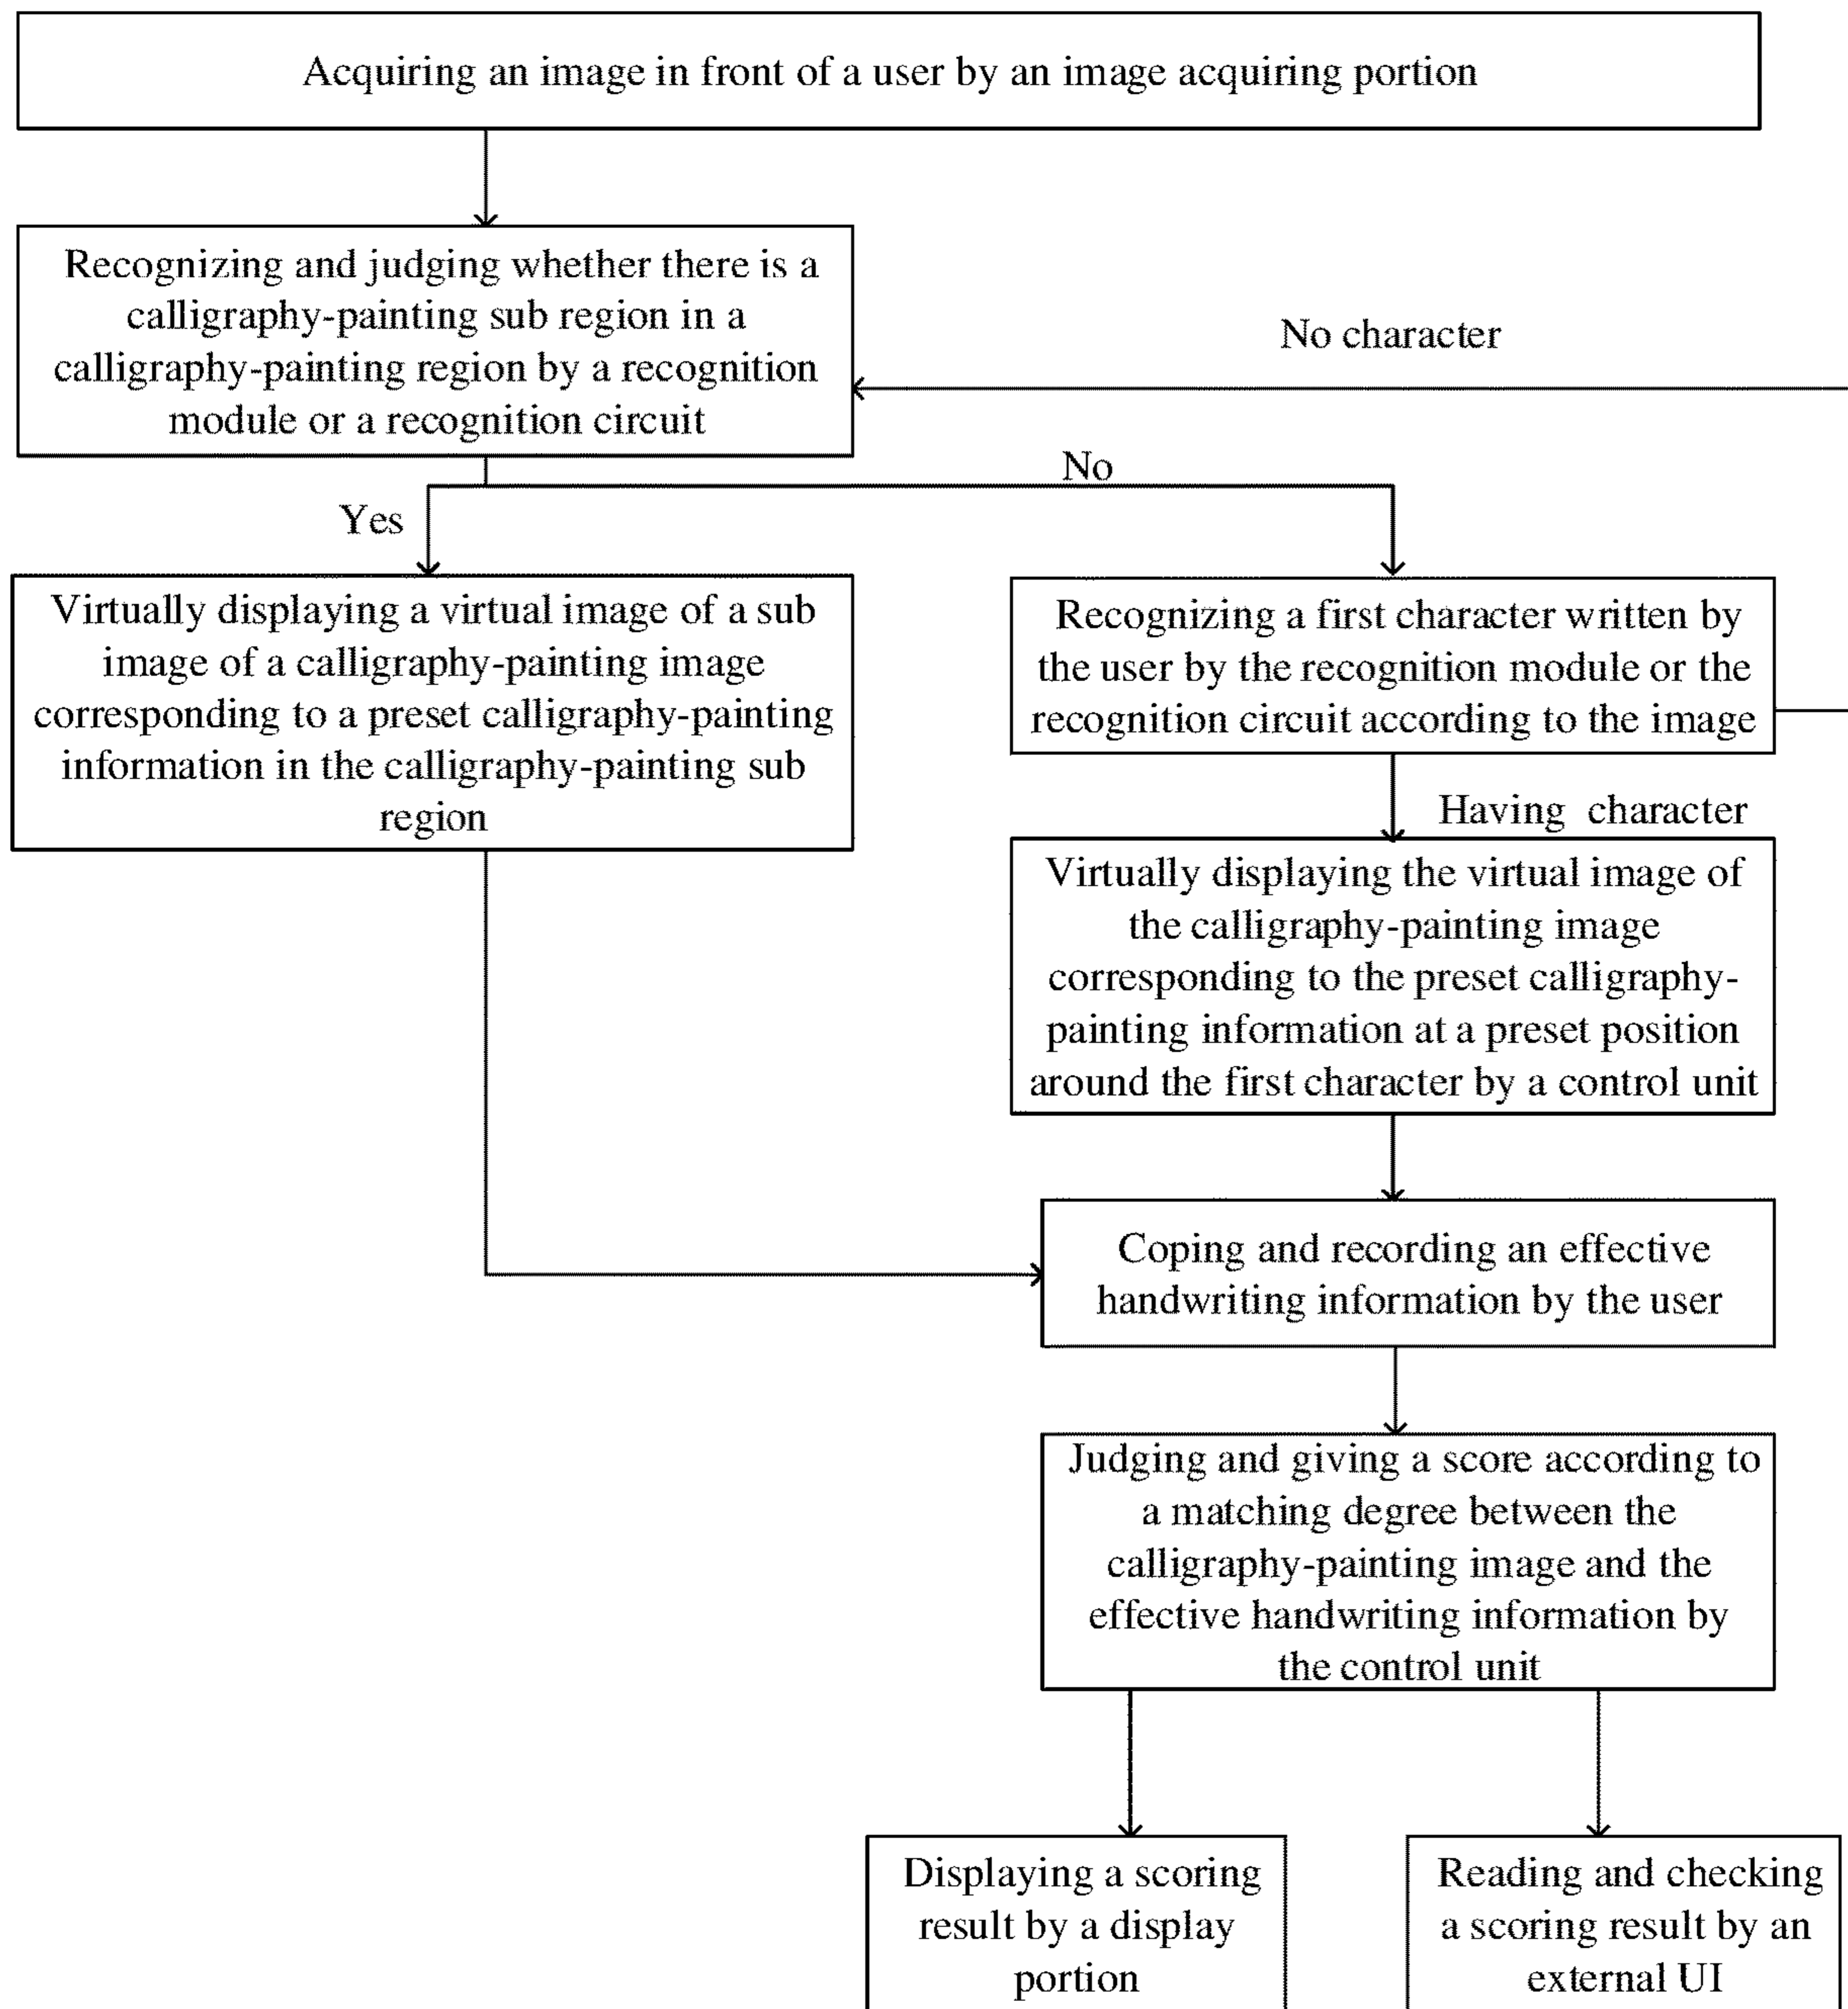 Acquiring an image in front of a user by an image acquiring portion
Recognizing and judging whether there is a
calligraphy-painting sub region in a
calligraphy-painting region by a recognition
module or a recognition circuit
No character
No
Yes
Virtually displaying a virtual image of a sub
image of a calligraphy-painting image
corresponding to a preset calligraphy-painting
information in the calligraphy-painting sub
region
Recognizing a first character written by
the user by the recognition module or the
recognition circuit according to the image
Having character
Virtually displaying the virtual image of
the calligraphy-painting image
corresponding to the preset calligraphy-
painting information at a preset position
around the first character by a control unit
Coping and recording an effective
handwriting information by the user
Judging and giving a score according to
a matching degree between the
calligraphy-painting image and the
effective handwriting information by
the control unit
Displaying a scoring
result by a display
portion
Reading and checking
a scoring result by an
external UI